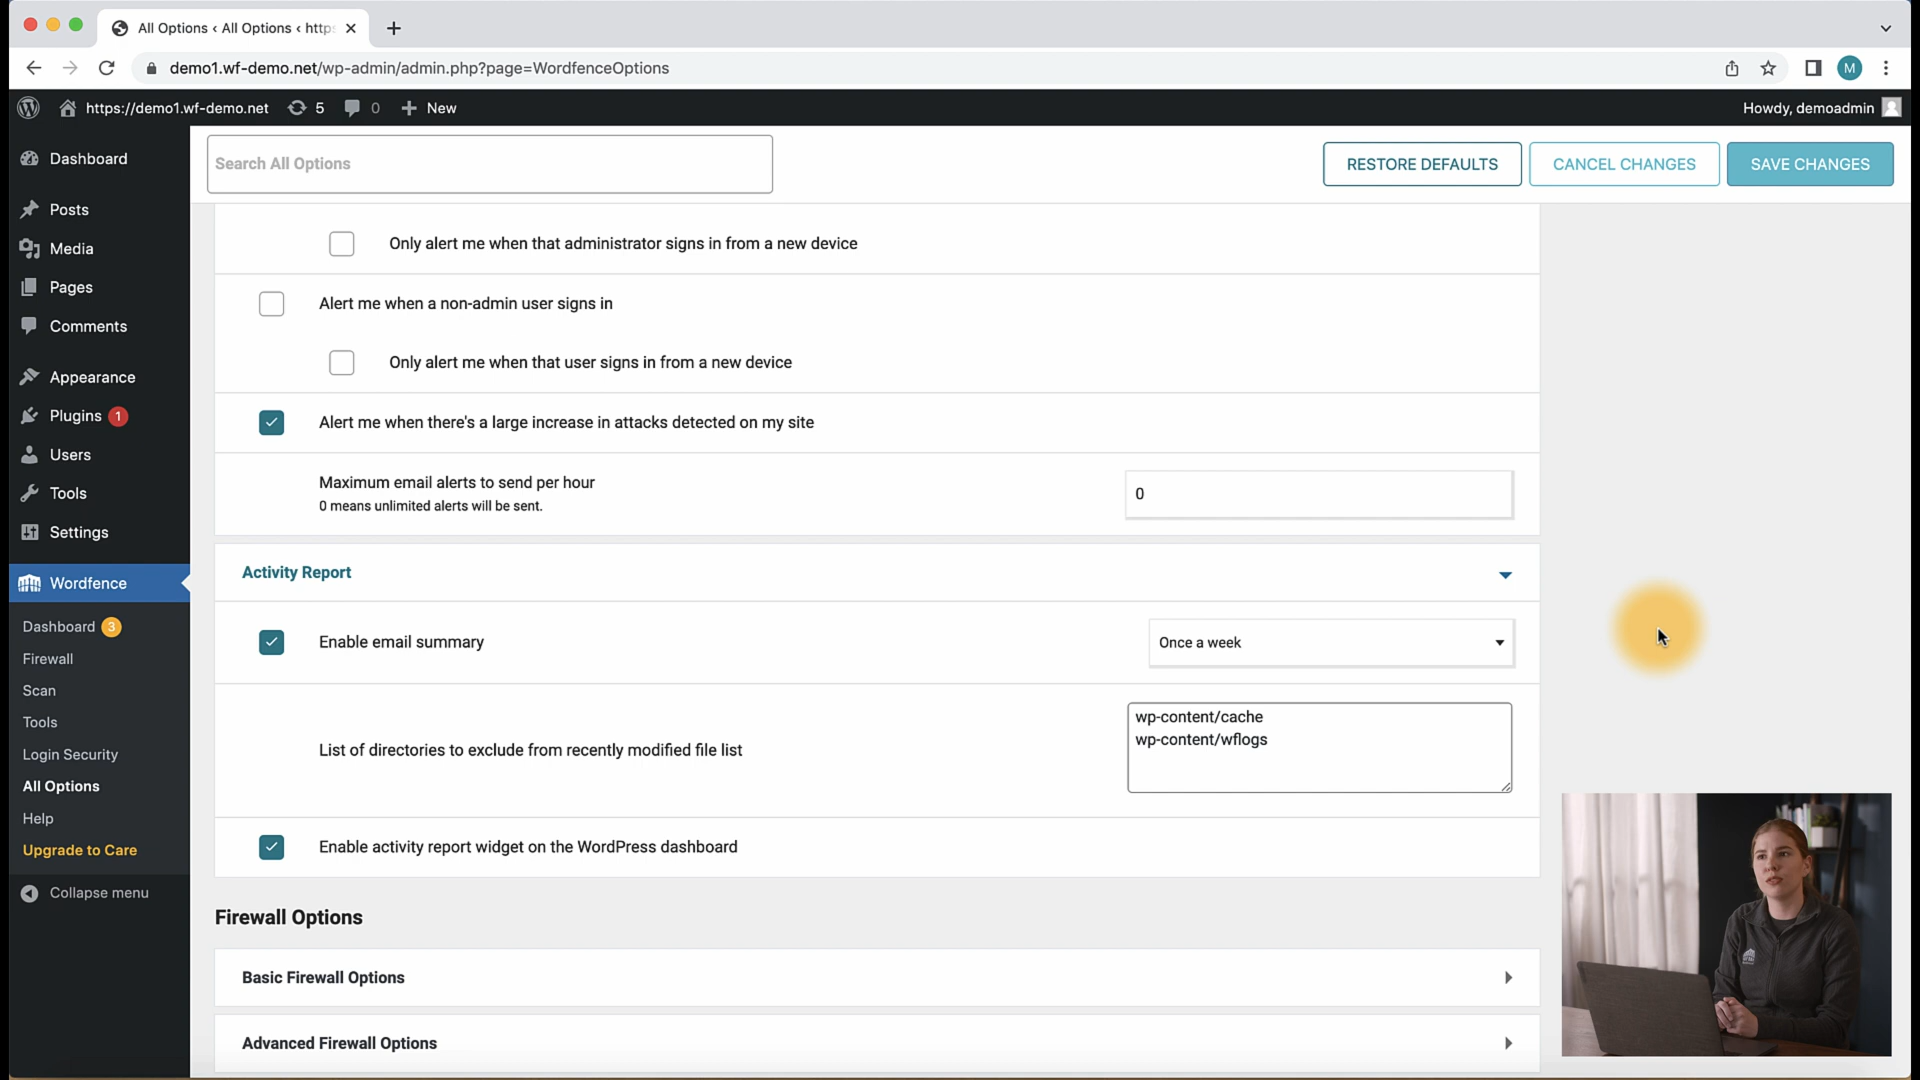 All Options ‹ All Options ‹ http
demo1.wf-demo.net/wp-admin/admin.php?page=WordfenceOptions
M
https://demo1.wf-demo.net
5
0
New
Howdy, demoadmin
Dashboard
Posts
Media
Pages
Comments
Appearance
Plugins 1
Users
Tools
Settings
Wordfence
Dashboard 3
Firewall
Scan
Tools
Login Security
All Options
Help
Upgrade to Care
Collapse menu
Search All Options
RESTORE DEFAULTS
CANCEL CHANGES
SAVE CHANGES
Only alert me when that administrator signs in from a new device
Alert me when a non-admin user signs in
Only alert me when that user signs in from a new device
Alert me when there's a large increase in attacks detected on my site
Maximum email alerts to send per hour
0 means unlimited alerts will be sent.
0
Activity Report
Enable email summary
Once a week
List of directories to exclude from recently modified file list
wp-content/cache
wp-content/wflogs
Enable activity report widget on the WordPress dashboard
Firewall Options
Basic Firewall Options
Advanced Firewall Options